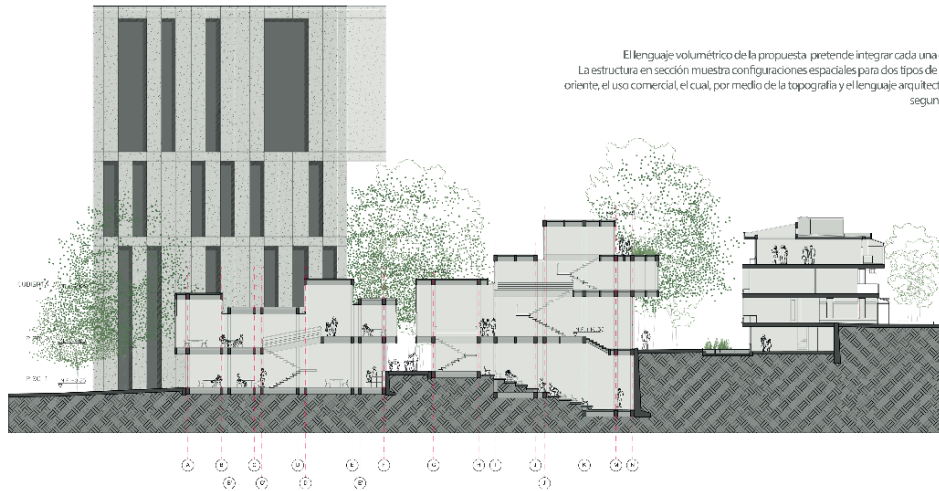 El lenguaje volumétrico de la propuesta pretende integrar cada una
La estructura en sección muestra configuraciones espaciales para dos tipos de
oriente, el uso comercial, el cual, por medio de la topografía y el lenguaje arquitect
segun
A B C D E F G H I J K M N
B' C' E' J